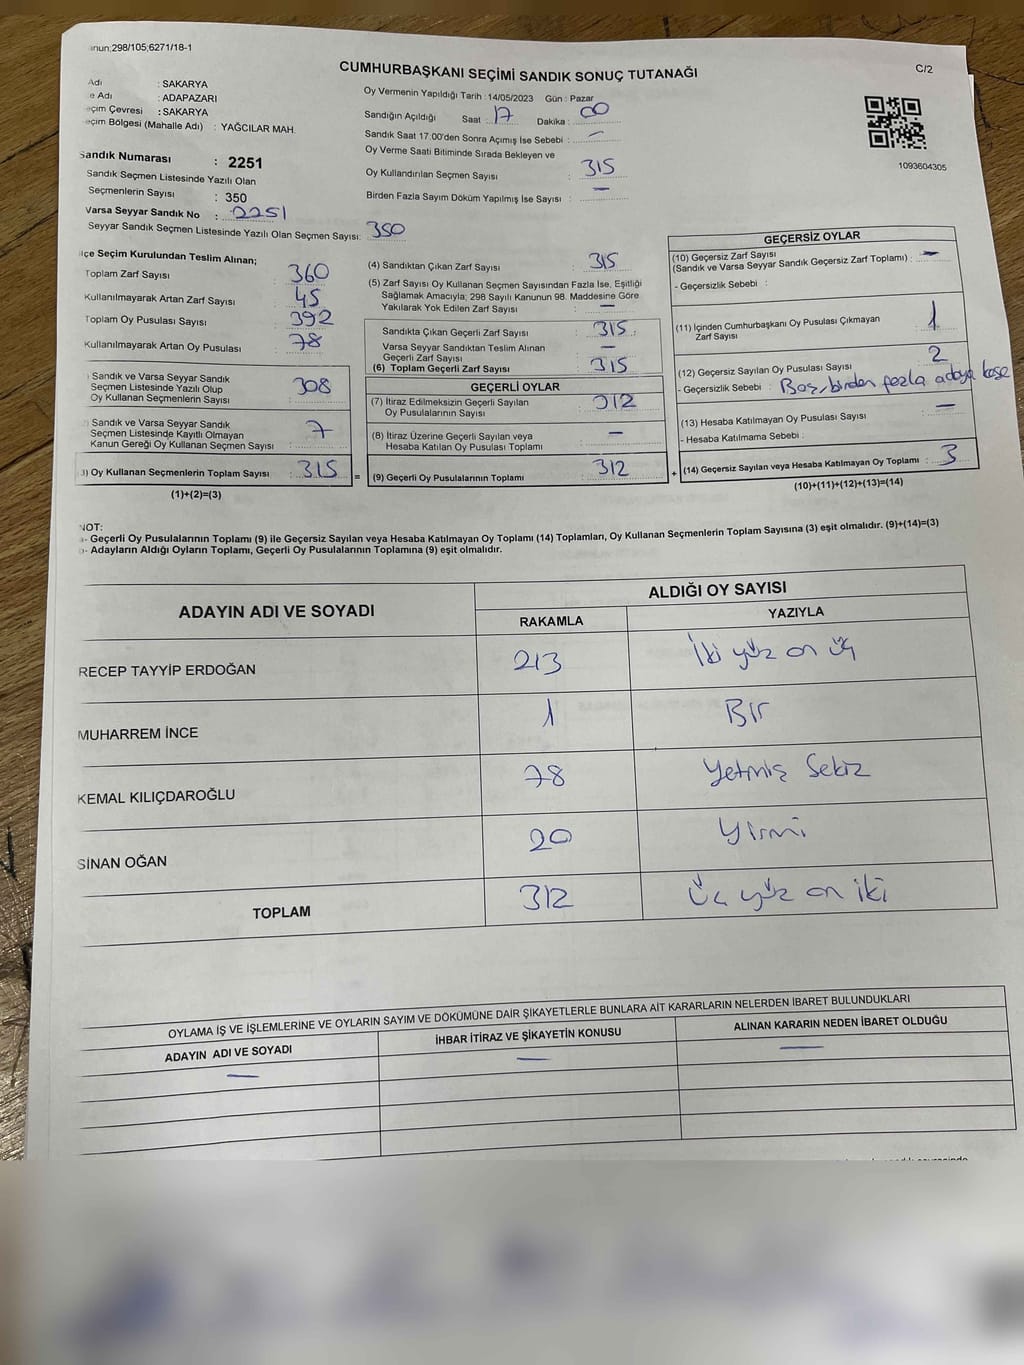 anun;298/105;6271/18-1
C/2
CUMHURBAŞKANI SEÇİMİ SANDIK SONUÇ TUTANAĞI
Adı : SAKARYA
e Adı : ADAPAZARI
eçim Çevresi : SAKARYA
eçim Bölgesi (Mahalle Adı) : YAĞCILAR MAH.
Sandık Numarası : 2251
Sandık Seçmen Listesinde Yazılı Olan
Seçmenlerin Sayısı : 350
Varsa Seyyar Sandık No : 2251
Seyyar Sandık Seçmen Listesinde Yazılı Olan Seçmen Sayısı: 350
Oy Vermenin Yapıldığı Tarih :14/05/2023 Gün : Pazar
Sandığın Açıldığı Saat : 17 Dakika : 00
Sandık Saat 17:00'den Sonra Açımış İse Sebebi : –
Oy Verme Saati Bitiminde Sırada Bekleyen ve
Oy Kullandırılan Seçmen Sayısı : 315
Birden Fazla Sayım Döküm Yapılmış İse Sayısı : –
1093604305
lçe Seçim Kurulundan Teslim Alınan;
Toplam Zarf Sayısı : 360
Kullanılmayarak Artan Zarf Sayısı : 45
Toplam Oy Pusulası Sayısı : 392
Kullanılmayarak Artan Oy Pusulası : 78
) Sandık ve Varsa Seyyar Sandık
Seçmen Listesinde Yazılı Olup
Oy Kullanan Seçmenlerin Sayısı : 308
) Sandık ve Varsa Seyyar Sandık
Seçmen Listesinde Kayıtlı Olmayan
Kanun Gereği Oy Kullanan Seçmen Sayısı : 7
3) Oy Kullanan Seçmenlerin Toplam Sayısı : 315 =
(1)+(2)=(3)
(4) Sandıktan Çıkan Zarf Sayısı : 315
(5) Zarf Sayısı Oy Kullanan Seçmen Sayısından Fazla İse, Eşitliği
Sağlamak Amacıyla; 298 Sayılı Kanunun 98. Maddesine Göre
Yakılarak Yok Edilen Zarf Sayısı : –
Sandıkta Çıkan Geçerli Zarf Sayısı : 315
Varsa Seyyar Sandıktan Teslim Alınan
Geçerli Zarf Sayısı : –
(6) Toplam Geçerli Zarf Sayısı : 315
GEÇERLİ OYLAR
(7) İtiraz Edilmeksizin Geçerli Sayılan
Oy Pusulalarının Sayısı : 312
(8) İtiraz Üzerine Geçerli Sayılan veya
Hesaba Katılan Oy Pusulası Toplamı : –
(9) Geçerli Oy Pusulalarının Toplamı : 312 +
GEÇERSİZ OYLAR
(10) Geçersiz Zarf Sayısı
(Sandık ve Varsa Seyyar Sandık Geçersiz Zarf Toplamı) : –
- Geçersizlik Sebebi :
(11) İçinden Cumhurbaşkanı Oy Pusulası Çıkmayan
Zarf Sayısı : 1
(12) Geçersiz Sayılan Oy Pusulası Sayısı : 2
- Geçersizlik Sebebi : Boş, birden fazla adaya kaşe
(13) Hesaba Katılmayan Oy Pusulası Sayısı : –
- Hesaba Katılmama Sebebi :
(14) Geçersiz Sayılan veya Hesaba Katılmayan Oy Toplamı : 3
(10)+(11)+(12)+(13)=(14)
NOT:
a- Geçerli Oy Pusulalarının Toplamı (9) ile Geçersiz Sayılan veya Hesaba Katılmayan Oy Toplamı (14) Toplamları, Oy Kullanan Seçmenlerin Toplam Sayısına (3) eşit olmalıdır. (9)+(14)=(3)
b- Adayların Aldığı Oyların Toplamı, Geçerli Oy Pusulalarının Toplamına (9) eşit olmalıdır.
ADAYIN ADI VE SOYADI
ALDIĞI OY SAYISI
RAKAMLA YAZIYLA
RECEP TAYYİP ERDOĞAN 213 İki yüz on üç
MUHARREM İNCE 1 Bir
KEMAL KILIÇDAROĞLU 78 Yetmiş Sekiz
SİNAN OĞAN 20 Yirmi
TOPLAM 312 Üç yüz on iki
OYLAMA İŞ VE İŞLEMLERİNE VE OYLARIN SAYIM VE DÖKÜMÜNE DAİR ŞİKAYETLERLE BUNLARA AİT KARARLARIN NELERDEN İBARET BULUNDUKLARI
ADAYIN ADI VE SOYADI İHBAR İTİRAZ VE ŞİKAYETİN KONUSU ALINAN KARARIN NEDEN İBARET OLDUĞU
– – –